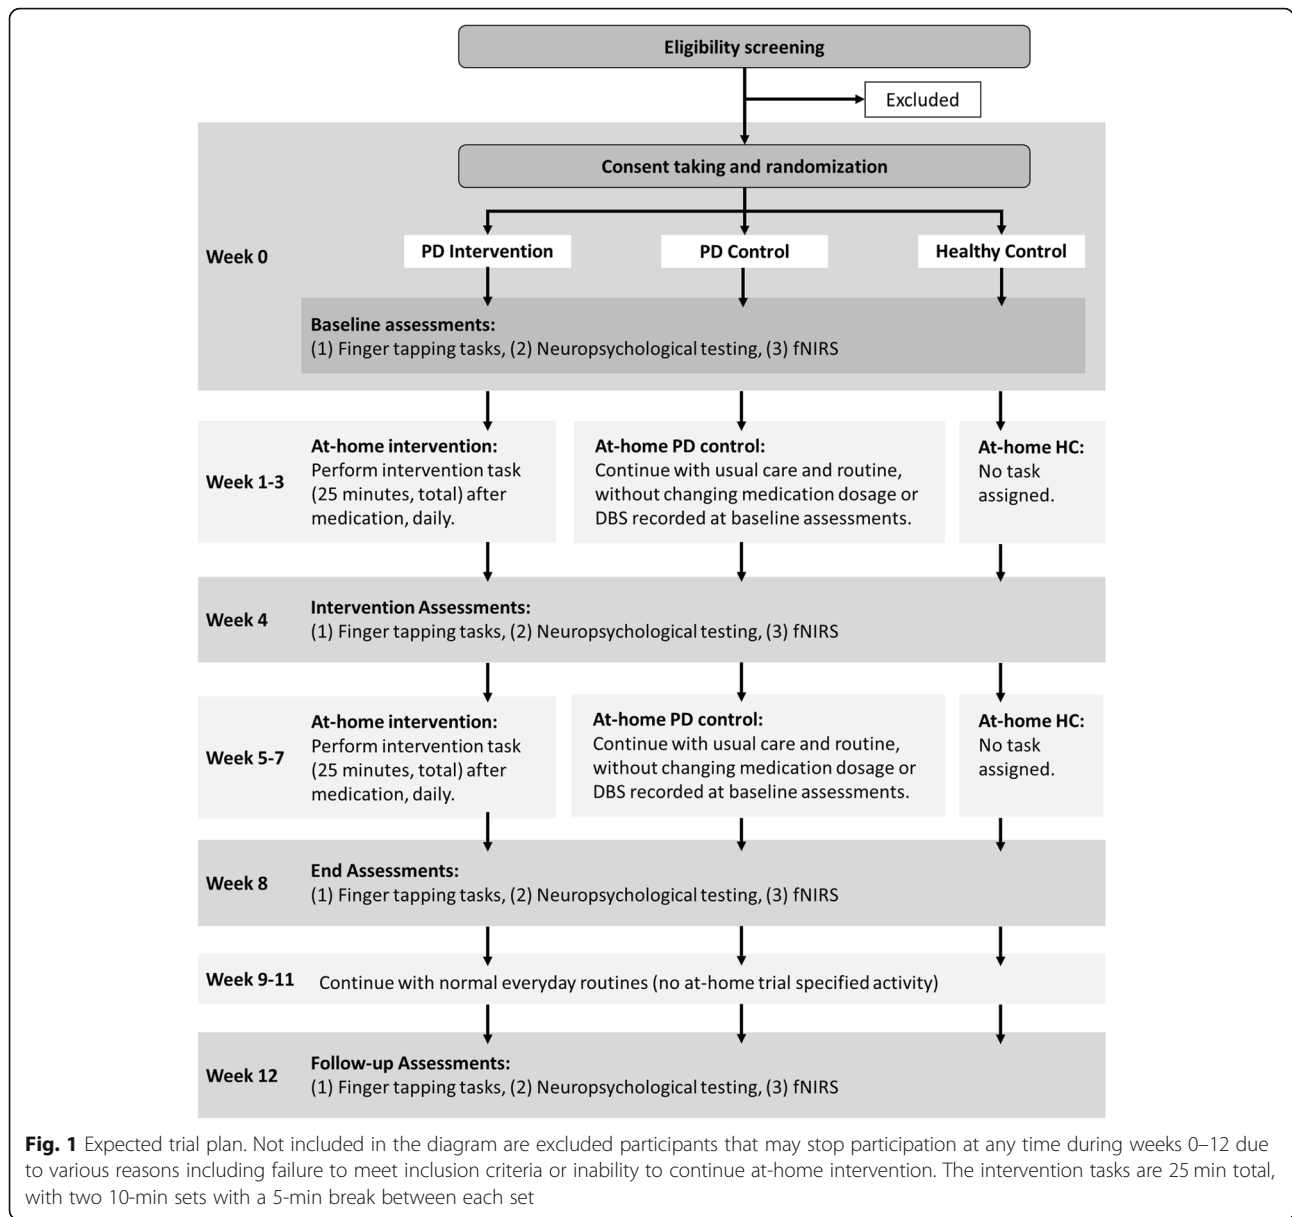 Eligibility screening
Excluded
Consent taking and randomization
Week 0
PD Intervention
PD Control
Healthy Control
Baseline assessments:
(1) Finger tapping tasks, (2) Neuropsychological testing, (3) fNIRS
Week 1-3
At-home intervention:
Perform intervention task
(25 minutes, total) after
medication, daily.
At-home PD control:
Continue with usual care and routine,
without changing medication dosage or
DBS recorded at baseline assessments.
At-home HC:
No task
assigned.
Week 4
Intervention Assessments:
(1) Finger tapping tasks, (2) Neuropsychological testing, (3) fNIRS
Week 5-7
At-home intervention:
Perform intervention task
(25 minutes, total) after
medication, daily.
At-home PD control:
Continue with usual care and routine,
without changing medication dosage or
DBS recorded at baseline assessments.
At-home HC:
No task
assigned.
Week 8
End Assessments:
(1) Finger tapping tasks, (2) Neuropsychological testing, (3) fNIRS
Week 9-11
Continue with normal everyday routines (no at-home trial specified activity)
Week 12
Follow-up Assessments:
(1) Finger tapping tasks, (2) Neuropsychological testing, (3) fNIRS
Fig. 1 Expected trial plan. Not included in the diagram are excluded participants that may stop participation at any time during weeks 0–12 due
to various reasons including failure to meet inclusion criteria or inability to continue at-home intervention. The intervention tasks are 25 min total,
with two 10-min sets with a 5-min break between each set